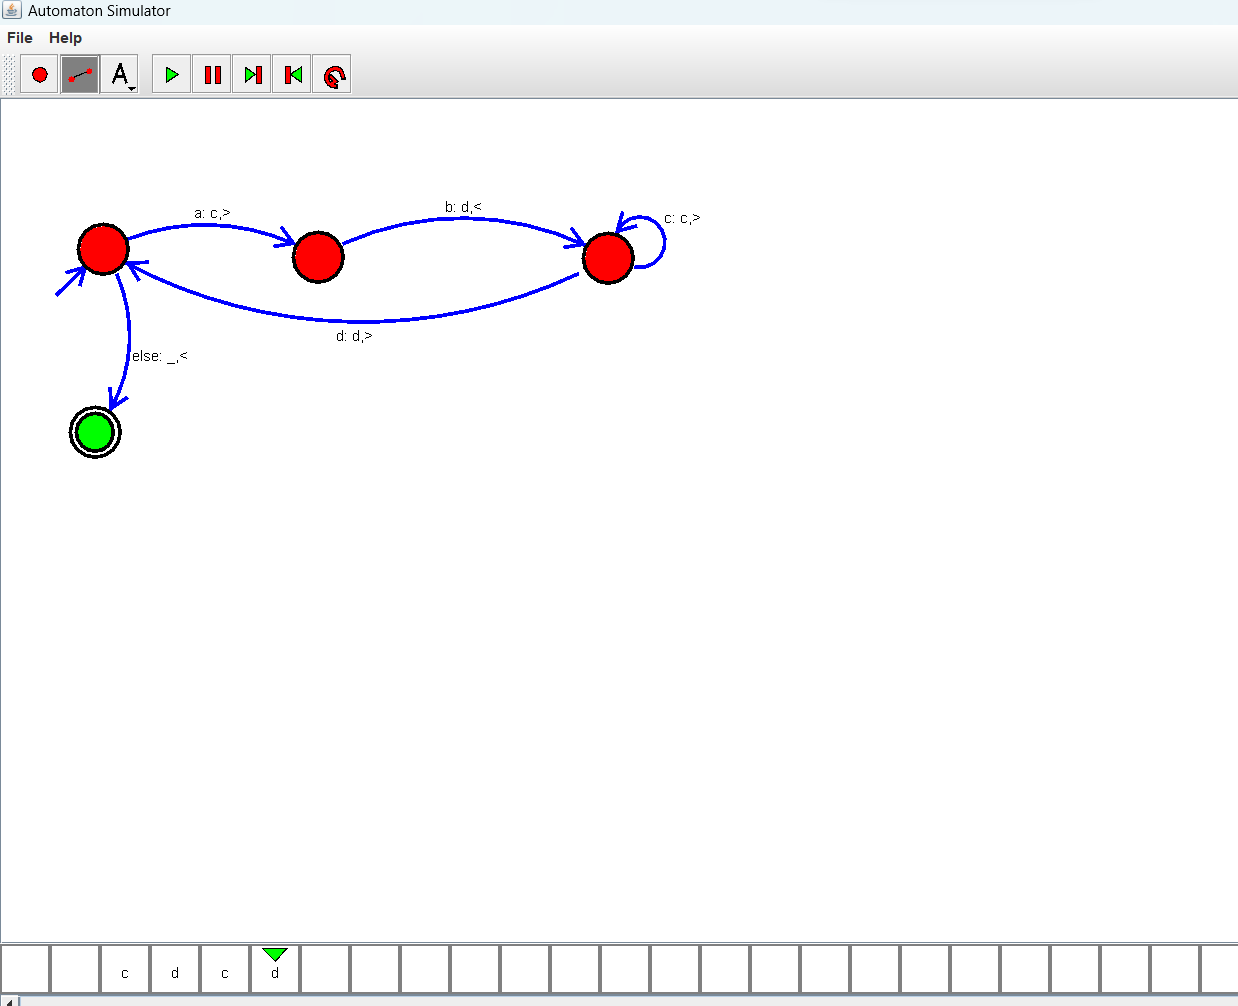 Automaton Simulator
File Help
A
a: c,>
b: d,<
c: c,>
d: d,>
else: _,<
c d c d